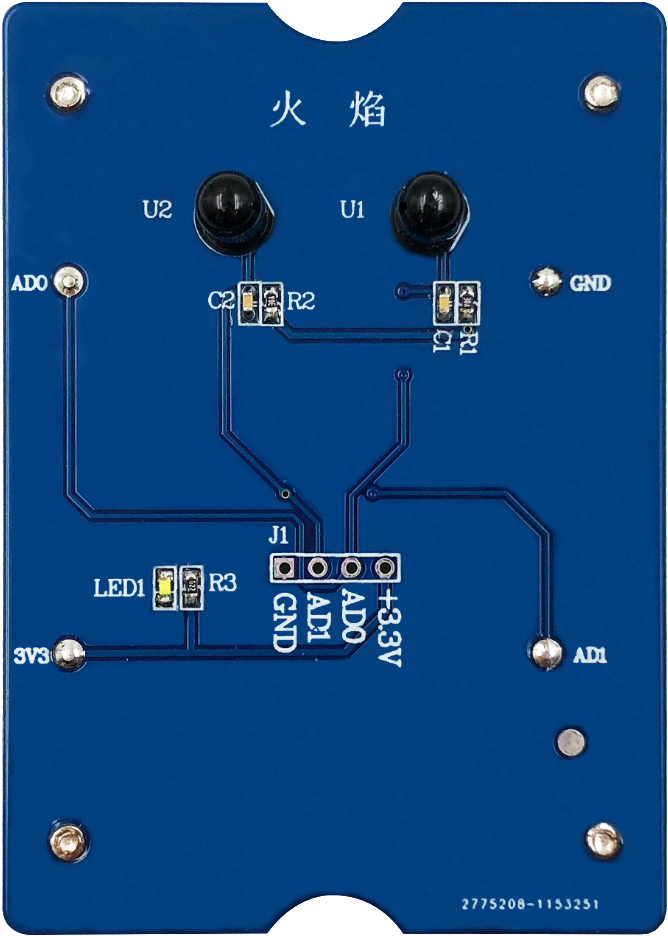 火 焰
U2
U1
AD0
GND
C2
R2
C1
R1
J1
LED1
R3
GND
AD1
AD0
+3.3V
3V3
AD1
2775208-1153251